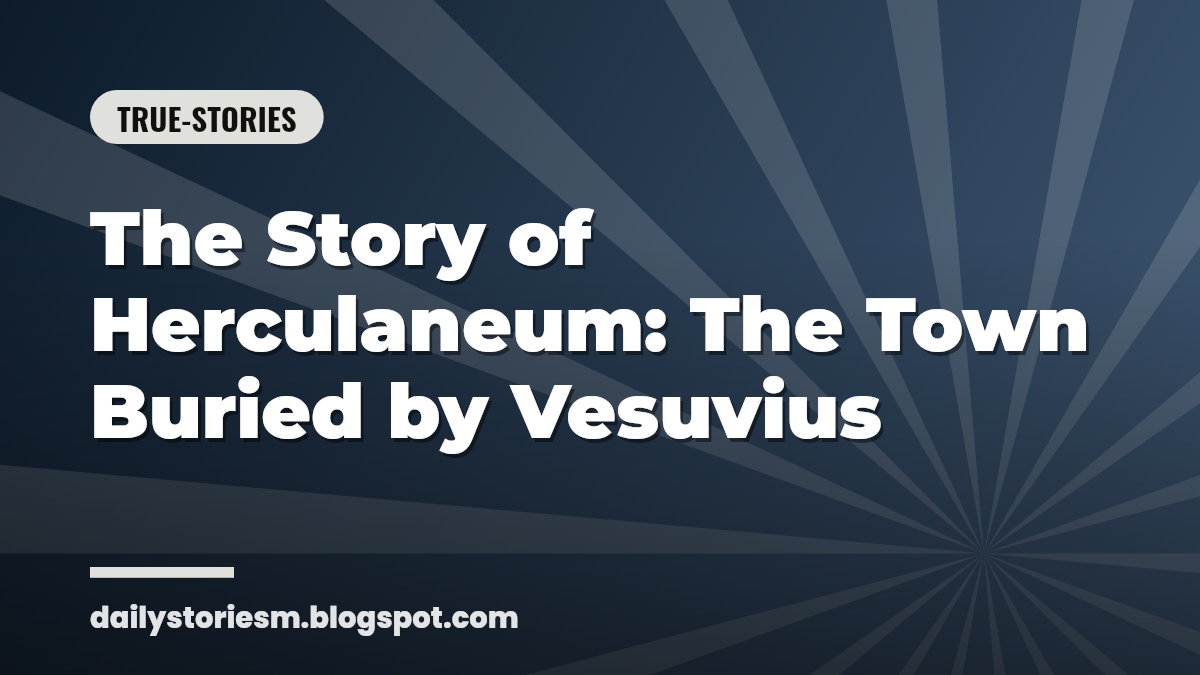 TRUE-STORIES
The Story of
Herculaneum: The Town
Buried by Vesuvius
dailystoriesm.blogspot.com